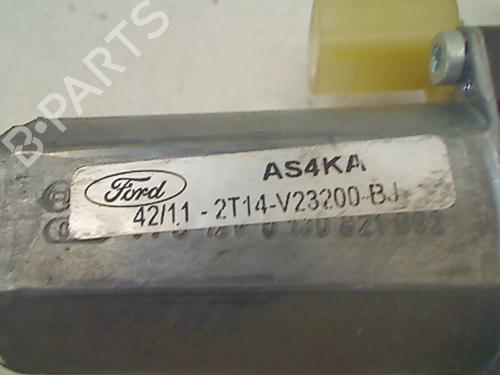 B-PARTS
AS4KA
Ford
42/11 - 2T14-V23200-BJ